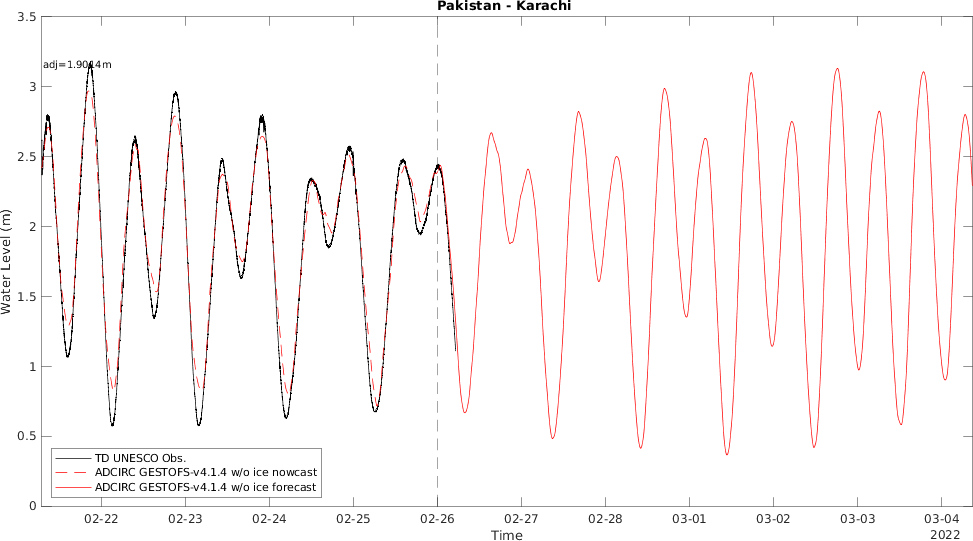 Pakistan - Karachi
3.5
adj=1.9014m
3
2.5
2
1.5
1
0.5
0
Water Level (m)
TD UNESCO Obs.
ADCIRC GESTOFS-v4.1.4 w/o ice nowcast
ADCIRC GESTOFS-v4.1.4 w/o ice forecast
02-22 02-23 02-24 02-25 02-26 02-27 02-28 03-01 03-02 03-03 03-04
2022
Time